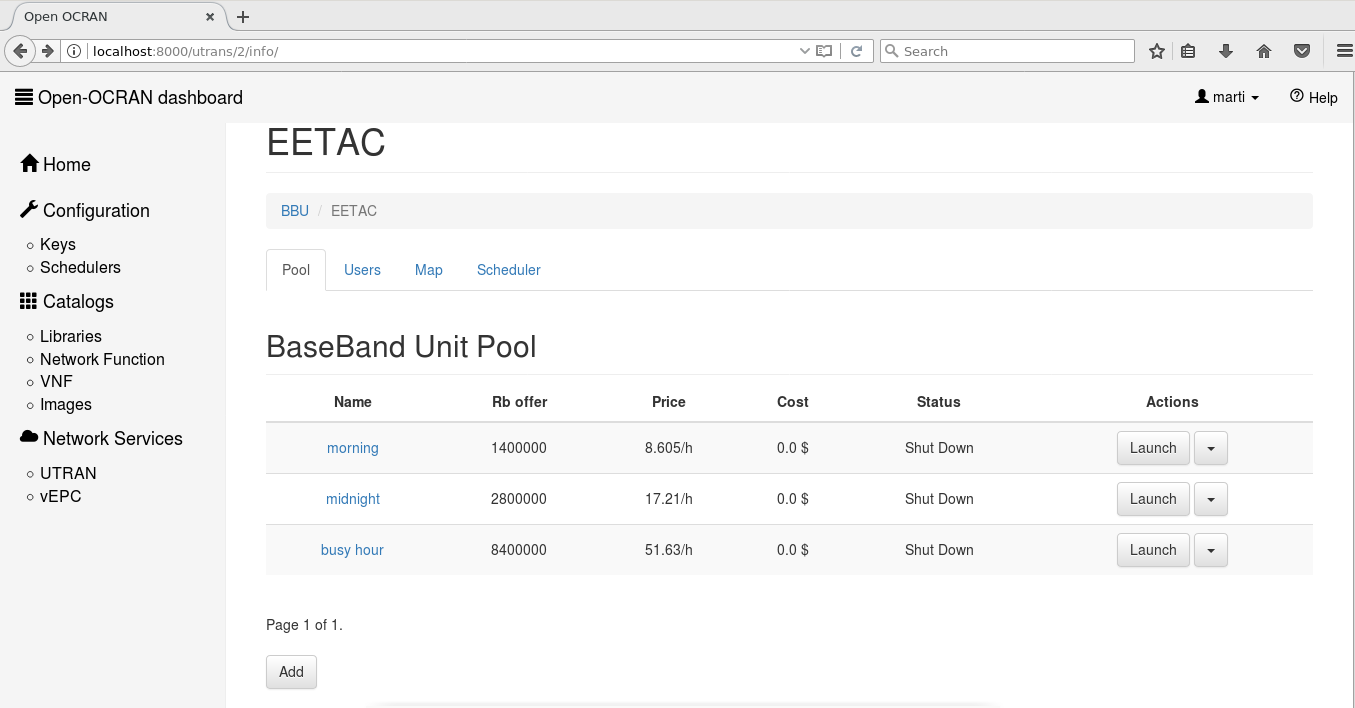 Open OCRAN
localhost:8000/utrans/2/info/
Search
Open-OCRAN dashboard
marti
Help
Home
Configuration
Keys
Schedulers
Catalogs
Libraries
Network Function
VNF
Images
Network Services
UTRAN
vEPC
EETAC
BBU / EETAC
Pool Users Map Scheduler
BaseBand Unit Pool
Name Rb offer Price Cost Status Actions
morning 1400000 8.605/h 0.0 $ Shut Down Launch
midnight 2800000 17.21/h 0.0 $ Shut Down Launch
busy hour 8400000 51.63/h 0.0 $ Shut Down Launch
Page 1 of 1.
Add